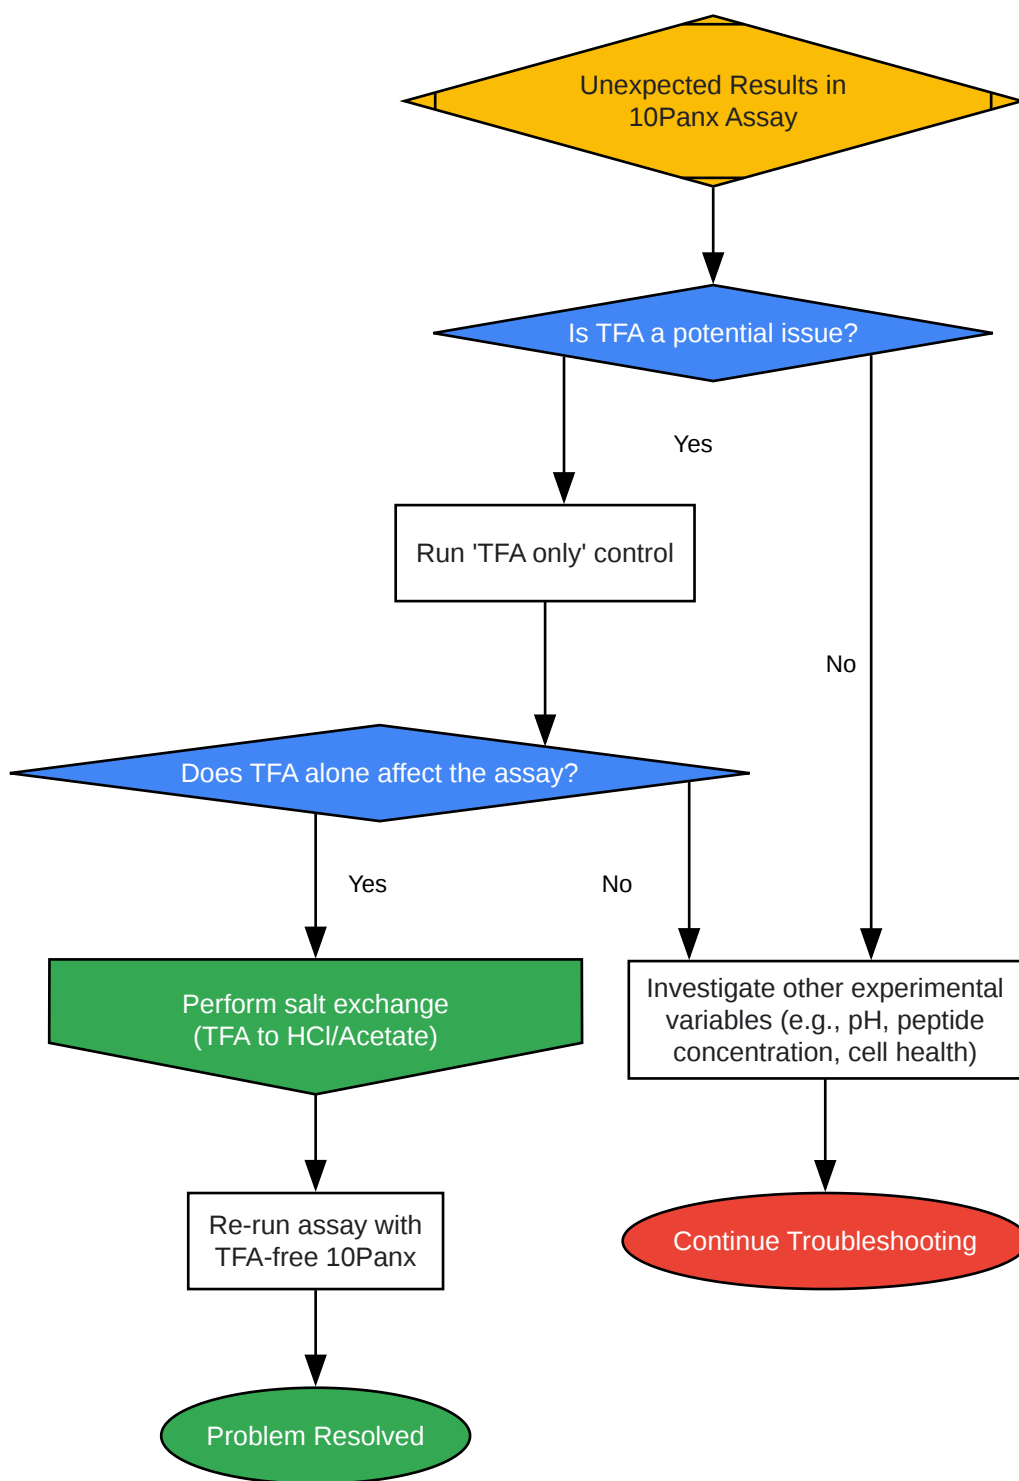 Unexpected Results in
10Panx Assay
Is TFA a potential issue?
Yes
Run 'TFA only' control
No
Does TFA alone affect the assay?
Yes
No
Perform salt exchange
(TFA to HCl/Acetate)
Investigate other experimental
variables (e.g., pH, peptide
concentration, cell health)
Re-run assay with
TFA-free 10Panx
Continue Troubleshooting
Problem Resolved